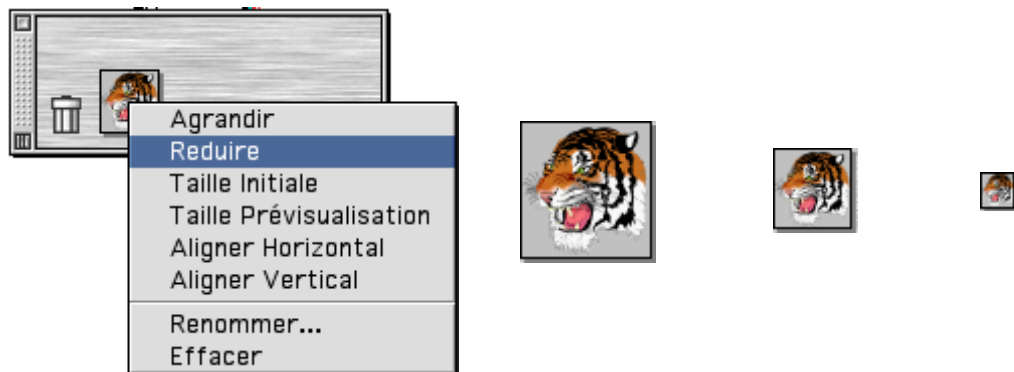 Agrandir
Reduire
Taille Initiale
Taille Prévisualisation
Aligner Horizontal
Aligner Vertical
Renommer...
Effacer